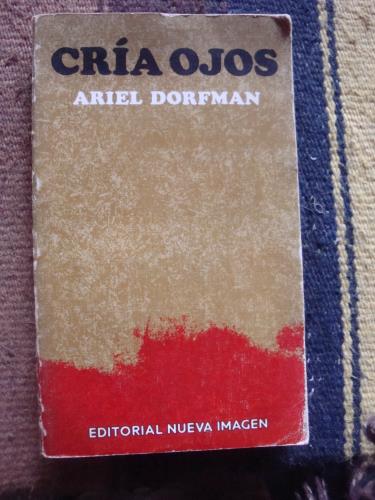 CRÍA OJOS
ARIEL DORFMAN
EDITORIAL NUEVA IMAGEN